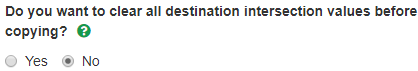 Do you want to clear all destination intersection values before
copying? ?
Yes No